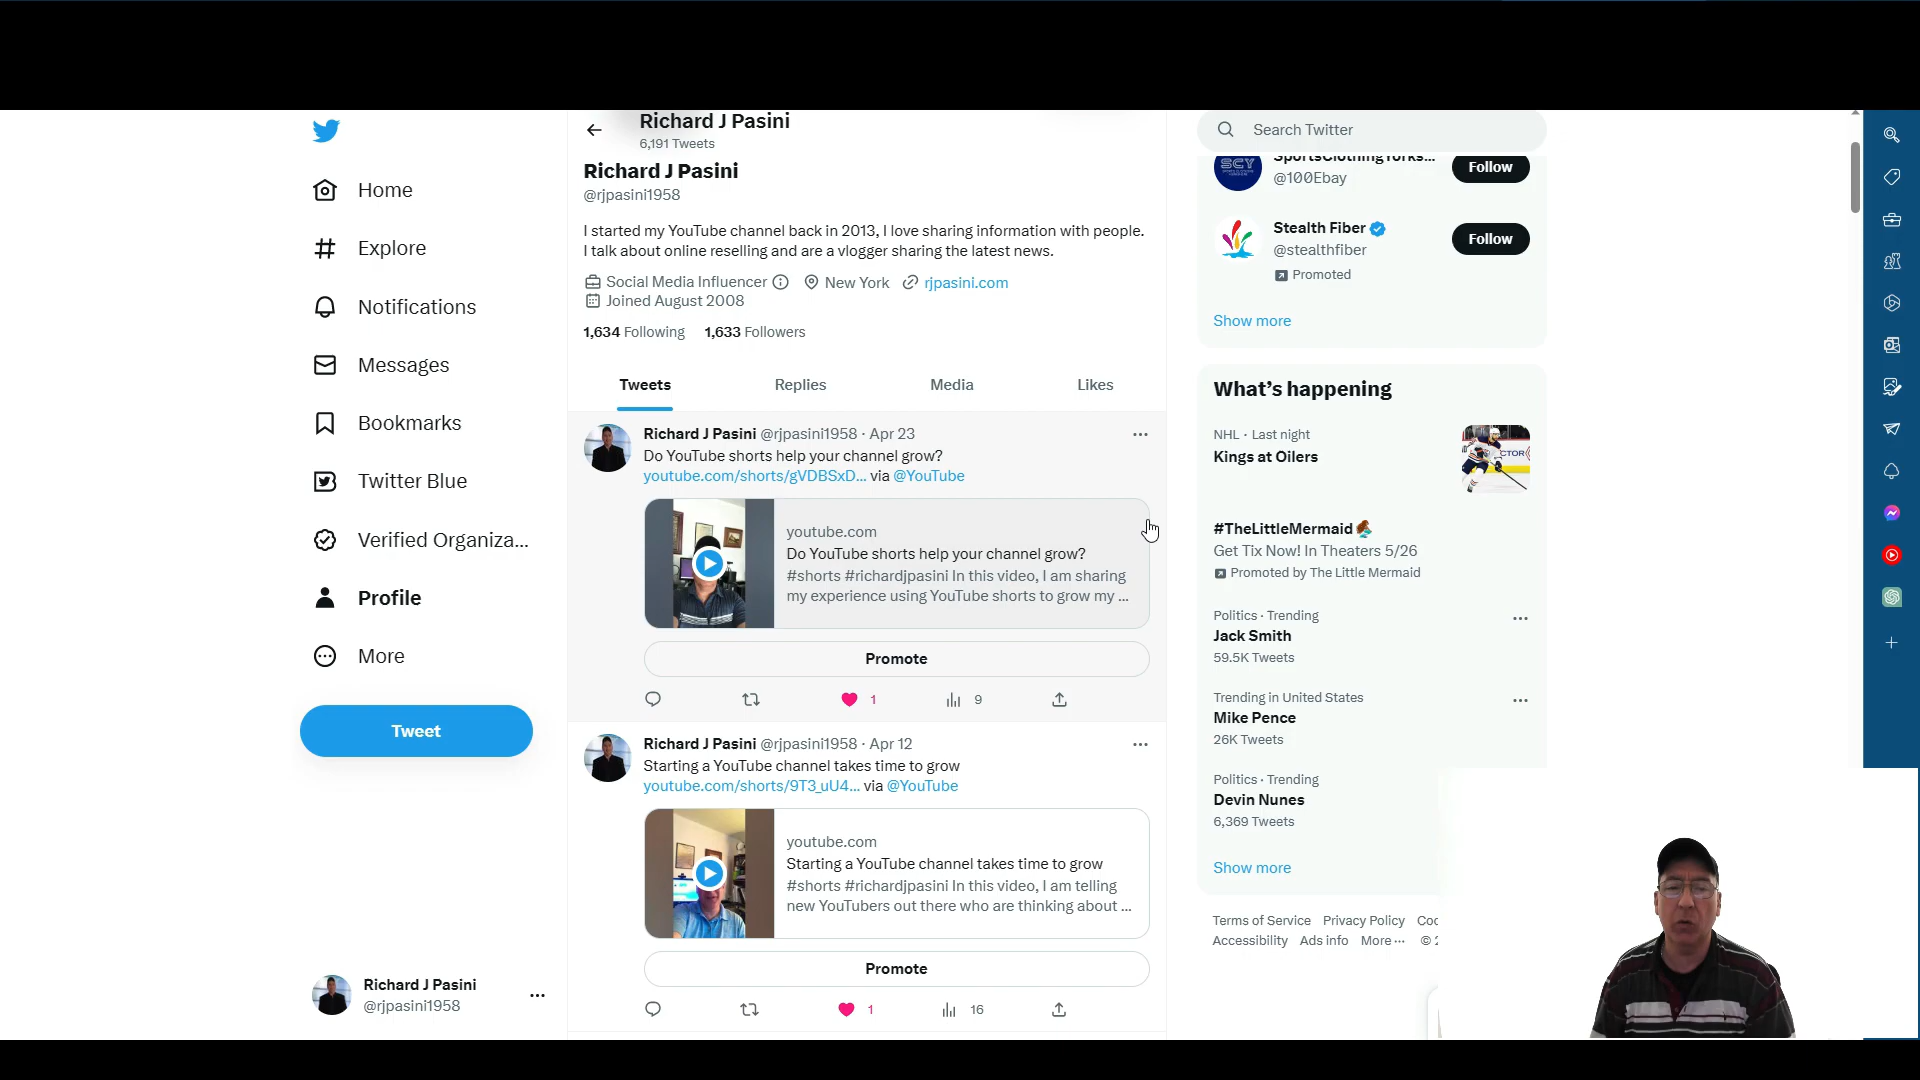 Richard J Pasini
6,191 Tweets
Richard J Pasini
@rjpasini1958
I started my YouTube channel back in 2013, I love sharing information with people.
I talk about online reselling and are a vlogger sharing the latest news.
Social Media Influencer New York rjpasini.com
Joined August 2008
1,634 Following 1,633 Followers
Tweets Replies Media Likes
Home
Explore
Notifications
Messages
Bookmarks
Twitter Blue
Verified Organiza...
Profile
More
Tweet
Richard J Pasini
@rjpasini1958
Richard J Pasini @rjpasini1958 · Apr 23
Do YouTube shorts help your channel grow?
youtube.com/shorts/gVDBSxD... via @YouTube
youtube.com
Do YouTube shorts help your channel grow?
#shorts #richardjpasini In this video, I am sharing
my experience using YouTube shorts to grow my ...
Promote
1 9
Richard J Pasini @rjpasini1958 · Apr 12
Starting a YouTube channel takes time to grow
youtube.com/shorts/9T3_uU4... via @YouTube
youtube.com
Starting a YouTube channel takes time to grow
#shorts #richardjpasini In this video, I am telling
new YouTubers out there who are thinking about ...
Promote
1 16
Search Twitter
SCY
@100Ebay
Follow
Stealth Fiber
@stealthfiber
Promoted
Follow
Show more
What's happening
NHL · Last night
Kings at Oilers
#TheLittleMermaid
Get Tix Now! In Theaters 5/26
Promoted by The Little Mermaid
Politics · Trending
Jack Smith
59.5K Tweets
Trending in United States
Mike Pence
26K Tweets
Politics · Trending
Devin Nunes
6,369 Tweets
Show more
Terms of Service Privacy Policy
Accessibility Ads info More ··· ©